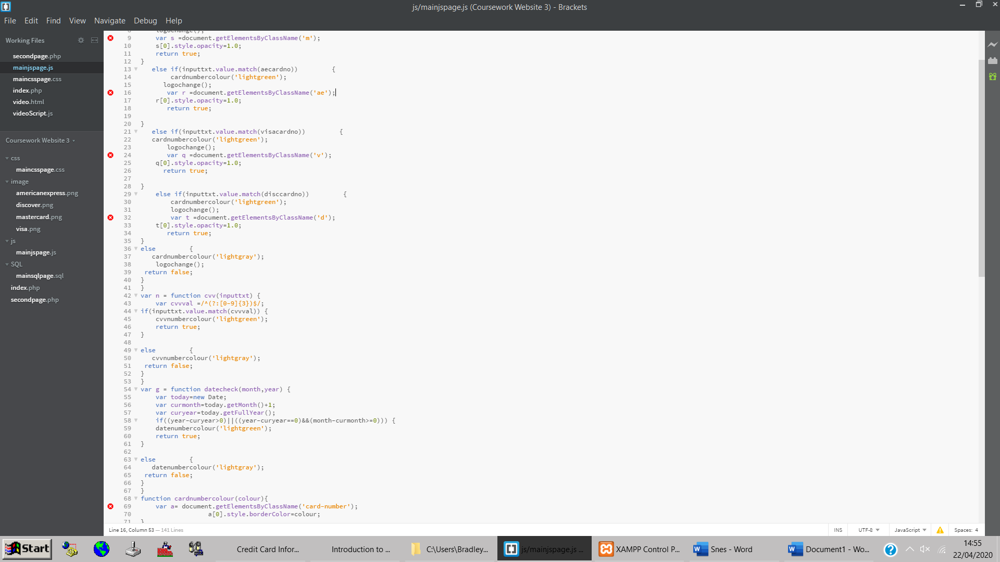 js/mainjspage.js (Coursework Website 3) - Brackets
File Edit Find View Navigate Debug Help
Working Files
secondpage.php
mainjspage.js
maincsspage.css
index.php
video.html
videoScript.js
Coursework Website 3
css
maincsspage.css
image
americanexpress.png
discover.png
mastercard.png
visa.png
js
mainjspage.js
SQL
mainsqlpage.sql
index.php
secondpage.php
8 logochange();
9 var s =document.getElementsByClassName('m');
10 s[0].style.opacity=1.0;
11 return true;
12 }
13 else if(inputtxt.value.match(aecardno)) {
14 cardnumbercolour('lightgreen');
15 logochange();
16 var r =document.getElementsByClassName('ae');
17 r[0].style.opacity=1.0;
18 return true;
19
20 }
21 else if(inputtxt.value.match(visacardno)) {
22 cardnumbercolour('lightgreen');
23 logochange();
24 var q =document.getElementsByClassName('v');
25 q[0].style.opacity=1.0;
26 return true;
27
28 }
29 else if(inputtxt.value.match(disccardno)) {
30 cardnumbercolour('lightgreen');
31 logochange();
32 var t =document.getElementsByClassName('d');
33 t[0].style.opacity=1.0;
34 return true;
35 }
36 else {
37 cardnumbercolour('lightgray');
38 logochange();
39 return false;
40 }
41 }
42 var n = function cvv(inputtxt) {
43 var cvvval =/^(?:[0-9]{3})$/;
44 if(inputtxt.value.match(cvvval)) {
45 cvvnumbercolour('lightgreen');
46 return true;
47 }
48
49 else {
50 cvvnumbercolour('lightgray');
51 return false;
52 }
53 }
54 var g = function datecheck(month,year) {
55 var today=new Date;
56 var curmonth=today.getMonth()+1;
57 var curyear=today.getFullYear();
58 if((year-curyear>0)||((year-curyear==0)&&(month-curmonth>=0))) {
59 datenumbercolour('lightgreen');
60 return true;
61 }
62
63 else {
64 datenumbercolour('lightgray');
65 return false;
66 }
67 }
68 function cardnumbercolour(colour){
69 var a= document.getElementsByClassName('card-number');
70 a[0].style.borderColor=colour;
71 }
Line 16, Column 53 — 141 Lines
INS UTF-8 JavaScript Spaces: 4
Start Credit Card Infor... Introduction to ... C:\Users\Bradley... js/mainjspage.js ... XAMPP Control P... Snes - Word Document1 - Wo...
14:55
22/04/2020